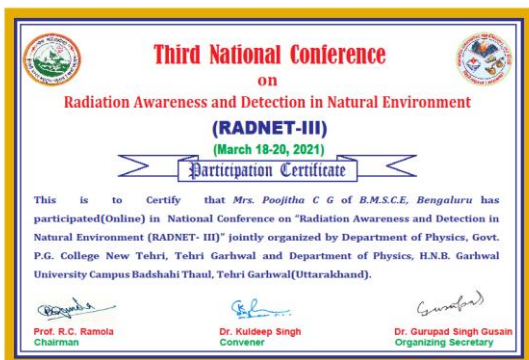 Third National Conference
on
Radiation Awareness and Detection in Natural Environment
(RADNET-III)
(March 18-20, 2021)
Participation Certificate
This is to Certify that Mrs. Poojitha C G of B.M.S.C.E, Bengaluru has
participated(Online) in National Conference on “Radiation Awareness and Detection in
Natural Environment (RADNET- III)” jointly organized by Department of Physics, Govt.
P.G. College New Tehri, Tehri Garhwal and Department of Physics, H.N.B. Garhwal
University Campus Badshahi Thaul, Tehri Garhwal(Uttarakhand).
Prof. R.C. Ramola
Chairman
Dr. Kuldeep Singh
Convener
Dr. Gurupad Singh Gusain
Organizing Secretary